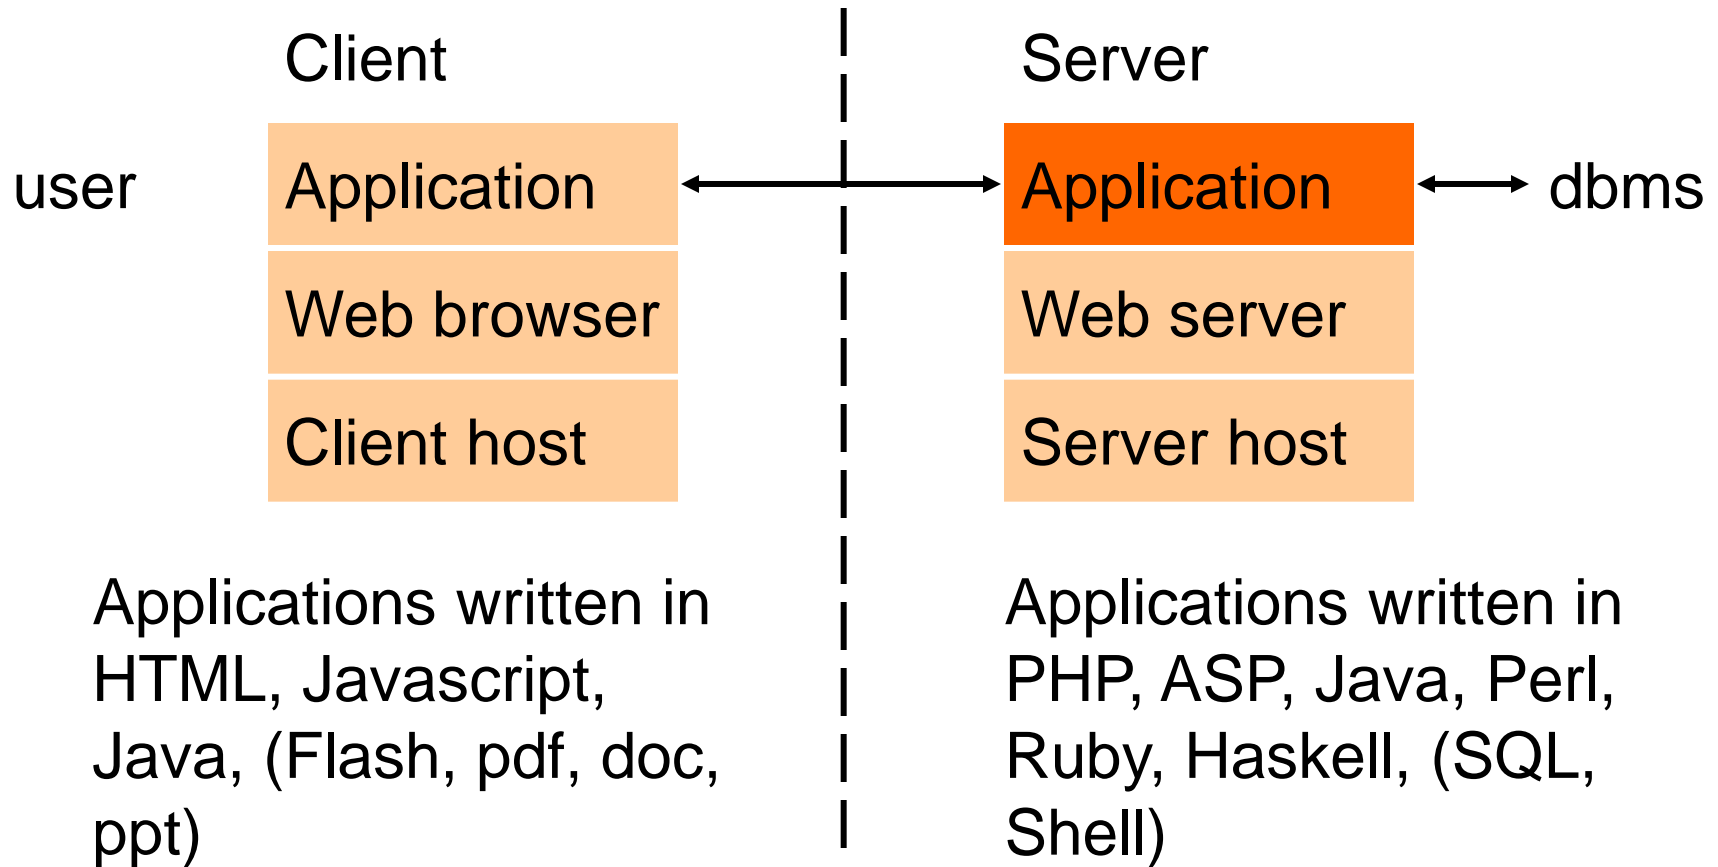 Client
Server
user
Application
Application
dbms
Web browser
Web server
Client host
Server host
Applications written in
HTML, Javascript,
Java, (Flash, pdf, doc,
ppt)
Applications written in
PHP, ASP, Java, Perl,
Ruby, Haskell, (SQL,
Shell)